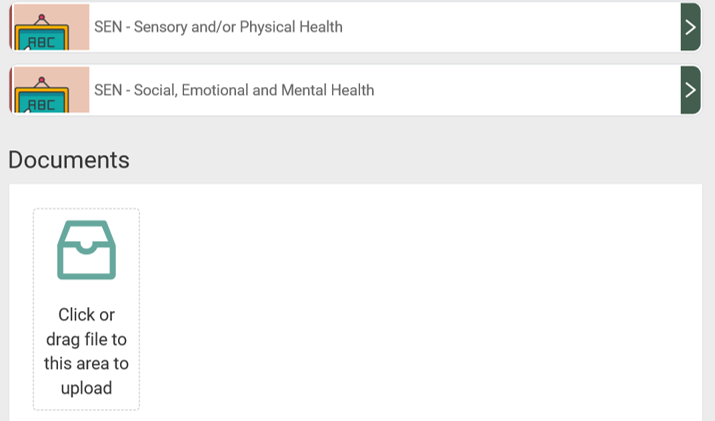 ABC
SEN - Sensory and/or Physical Health
ABC
SEN - Social, Emotional and Mental Health
Documents
Click or
drag file to
this area to
upload